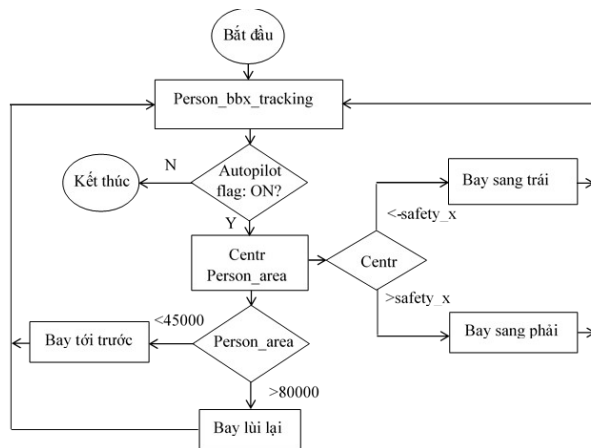 Bắt đầu
Person_bbx_tracking
N
Autopilot
flag: ON?
Kết thúc
Bay sang trái
Y
<-safety_x
Centr
Person_area
Centr
>safety_x
<45000
Bay tới trước
Person_area
Bay sang phải
>80000
Bay lùi lại